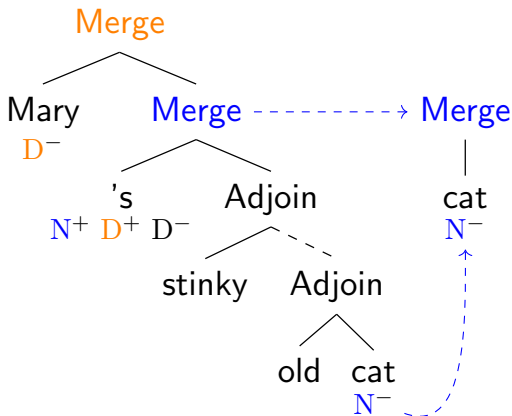 Merge
Mary Merge Merge
D⁻
's Adjoin cat
N⁺ D⁺ D⁻ N⁻
stinky Adjoin
old cat
N⁻